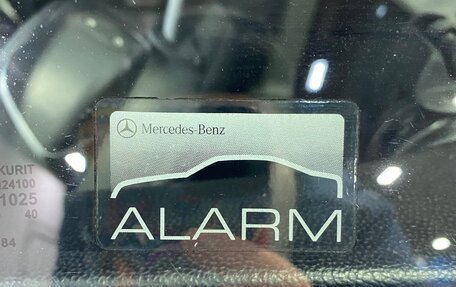 Mercedes-Benz
ALARM
KURIT
24100
1025
40
84